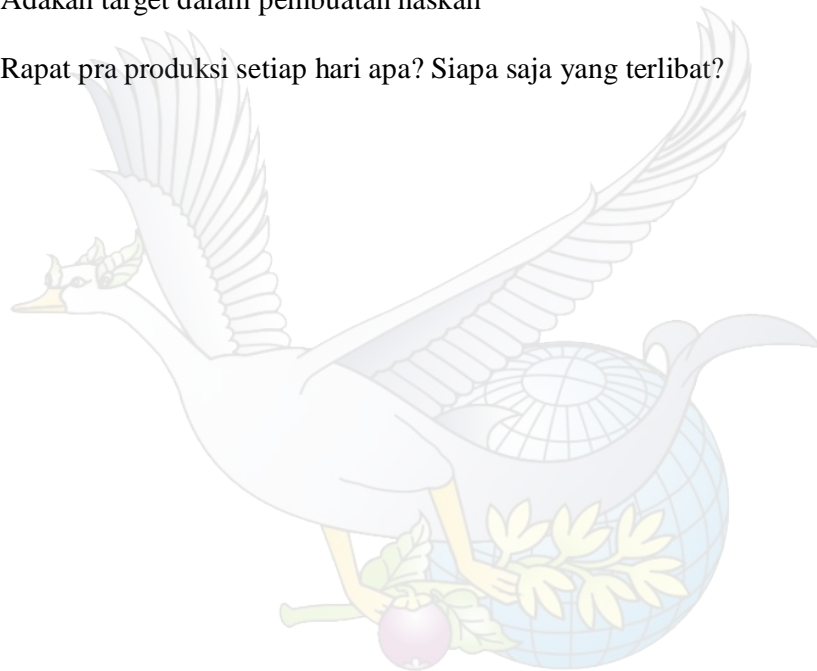 Adakah target dalam pembuatan naskah
Rapat pra produksi setiap hari apa? Siapa saja yang terlibat?